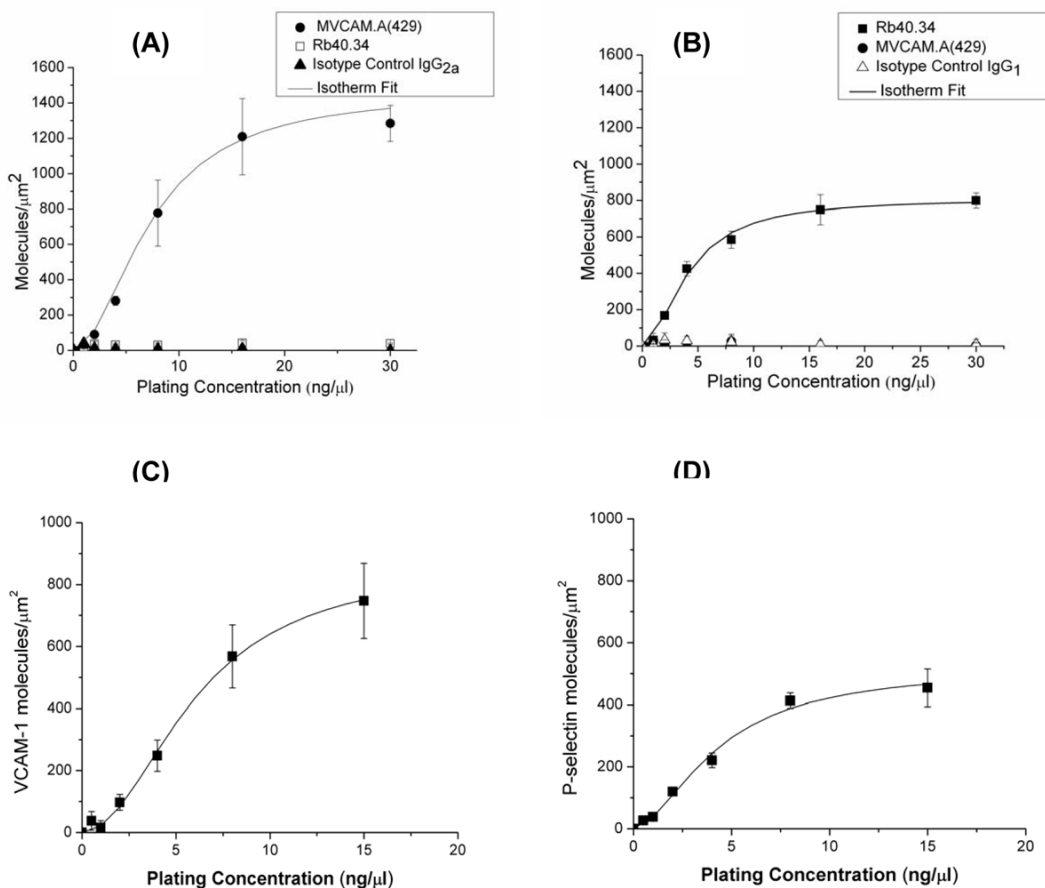 (A)
MVCAM.A(429)
Rb40.34
Isotype Control IgG2a
Isotherm Fit
1600
1400
1200
1000
800
600
400
200
0
Molecules/μm2
0 10 20 30
Plating Concentration (ng/μl)
(B)
Rb40.34
MVCAM.A(429)
Isotype Control IgG1
Isotherm Fit
1600
1400
1200
1000
800
600
400
200
0
Molecules/μm2
0 5 10 15 20 25 30
Plating Concentration (ng/μl)
(C)
1000
800
600
400
200
0
VCAM-1 molecules/μm2
0 5 10 15 20
Plating Concentration (ng/μl)
(D)
1000
800
600
400
200
0
P-selectin molecules/μm2
0 5 10 15 20
Plating Concentration (ng/μl)